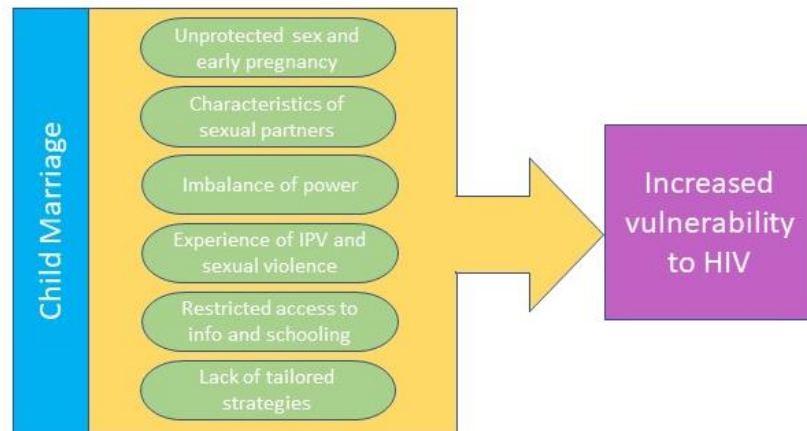 Child Marriage
Unprotected sex and
early pregnancy
Characteristics of
sexual partners
Imbalance of power
Experience of IPV and
sexual violence
Restricted access to
info and schooling
Lack of tailored
strategies
Increased
vulnerability
to HIV